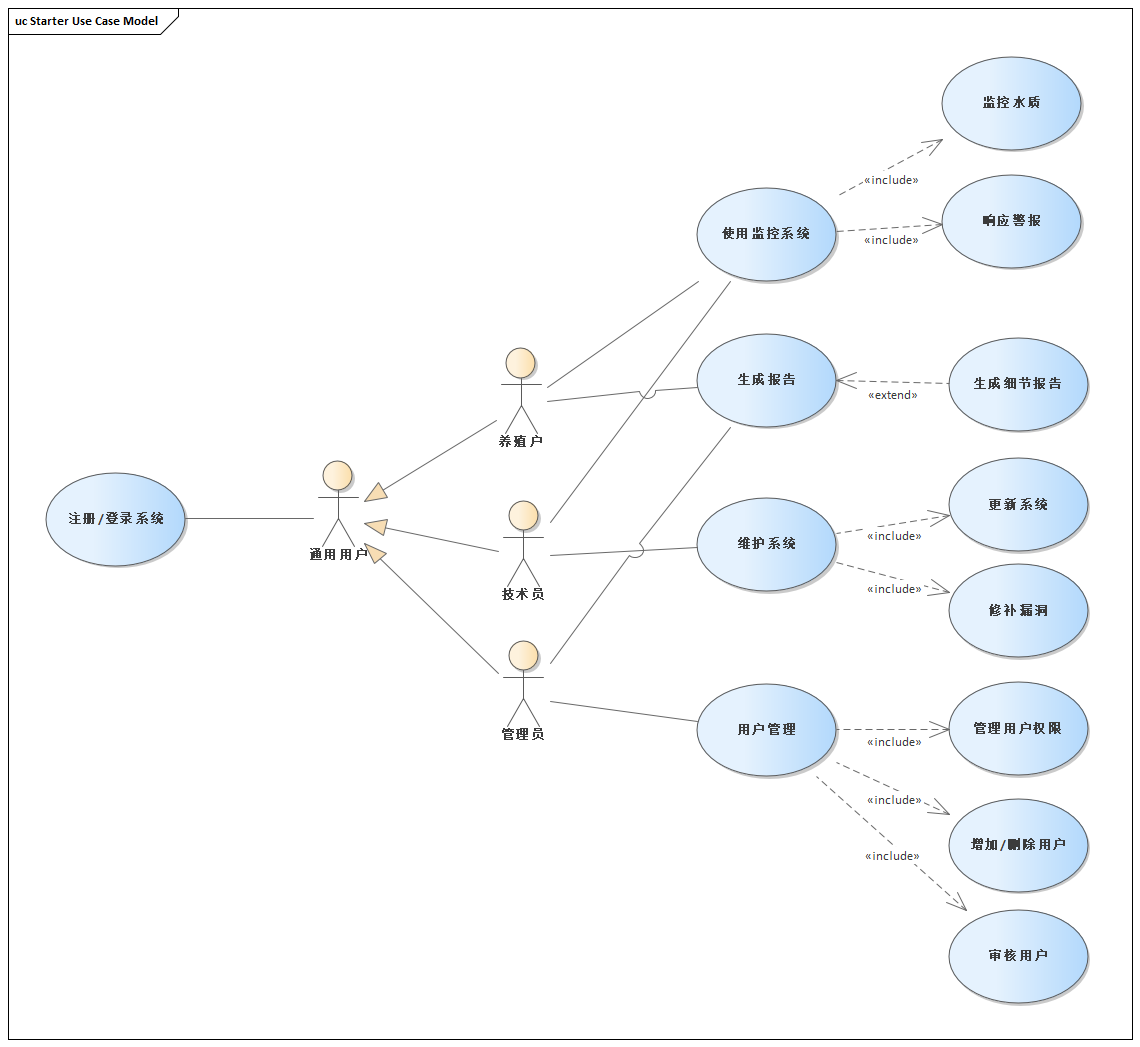 uc Starter Use Case Model
监控水质
«include»
响应警报
使用监控系统
«include»
生成报告
生成细节报告
«extend»
养殖户
注册/登录系统
通用用户
更新系统
«include»
维护系统
技术员
«include»
修补漏洞
管理员
用户管理
管理用户权限
«include»
«include»
增加/删除用户
«include»
审核用户